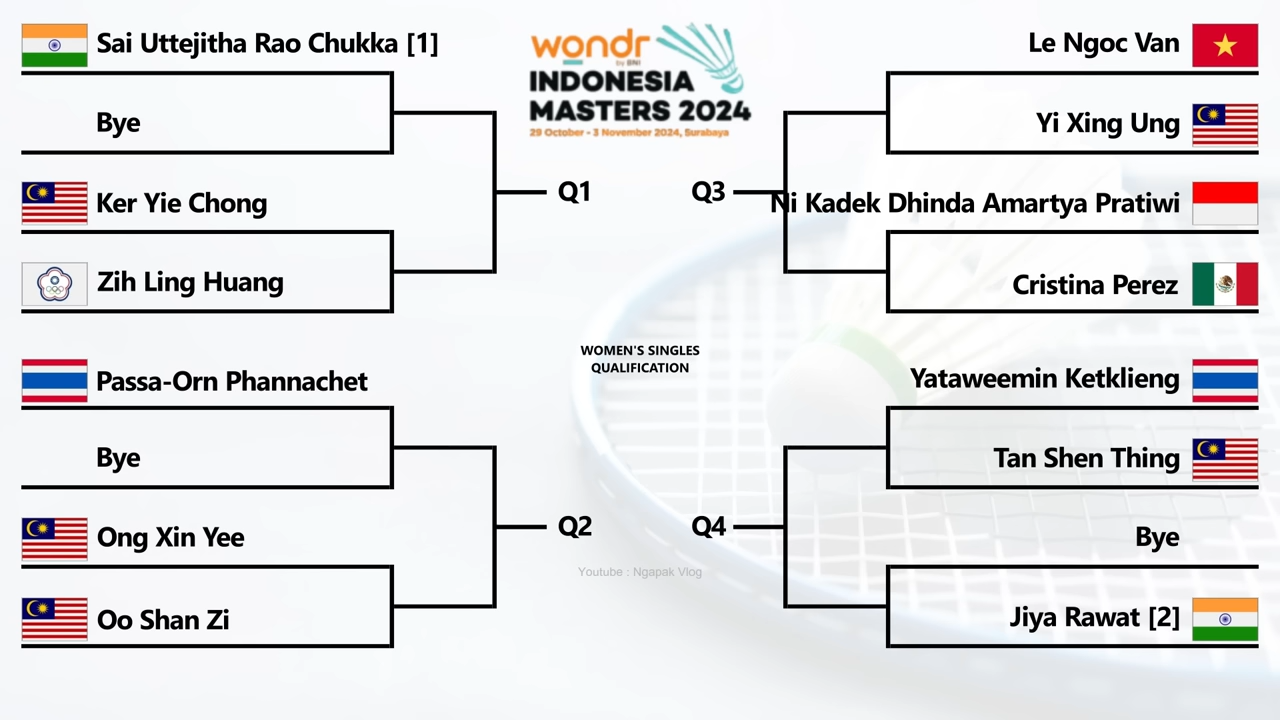 Sai Uttejitha Rao Chukka [1]
Bye
Ker Yie Chong
Zih Ling Huang
Q1
Passa-Orn Phannachet
Bye
Ong Xin Yee
Oo Shan Zi
Q2
wondr
by BNI
INDONESIA
MASTERS 2024
29 October - 3 November 2024, Surabaya
WOMEN'S SINGLES
QUALIFICATION
Youtube : Ngapak Vlog
Le Ngoc Van
Yi Xing Ung
Q3
Ni Kadek Dhinda Amartya Pratiwi
Cristina Perez
Yataweemin Ketklieng
Tan Shen Thing
Q4
Bye
Jiya Rawat [2]